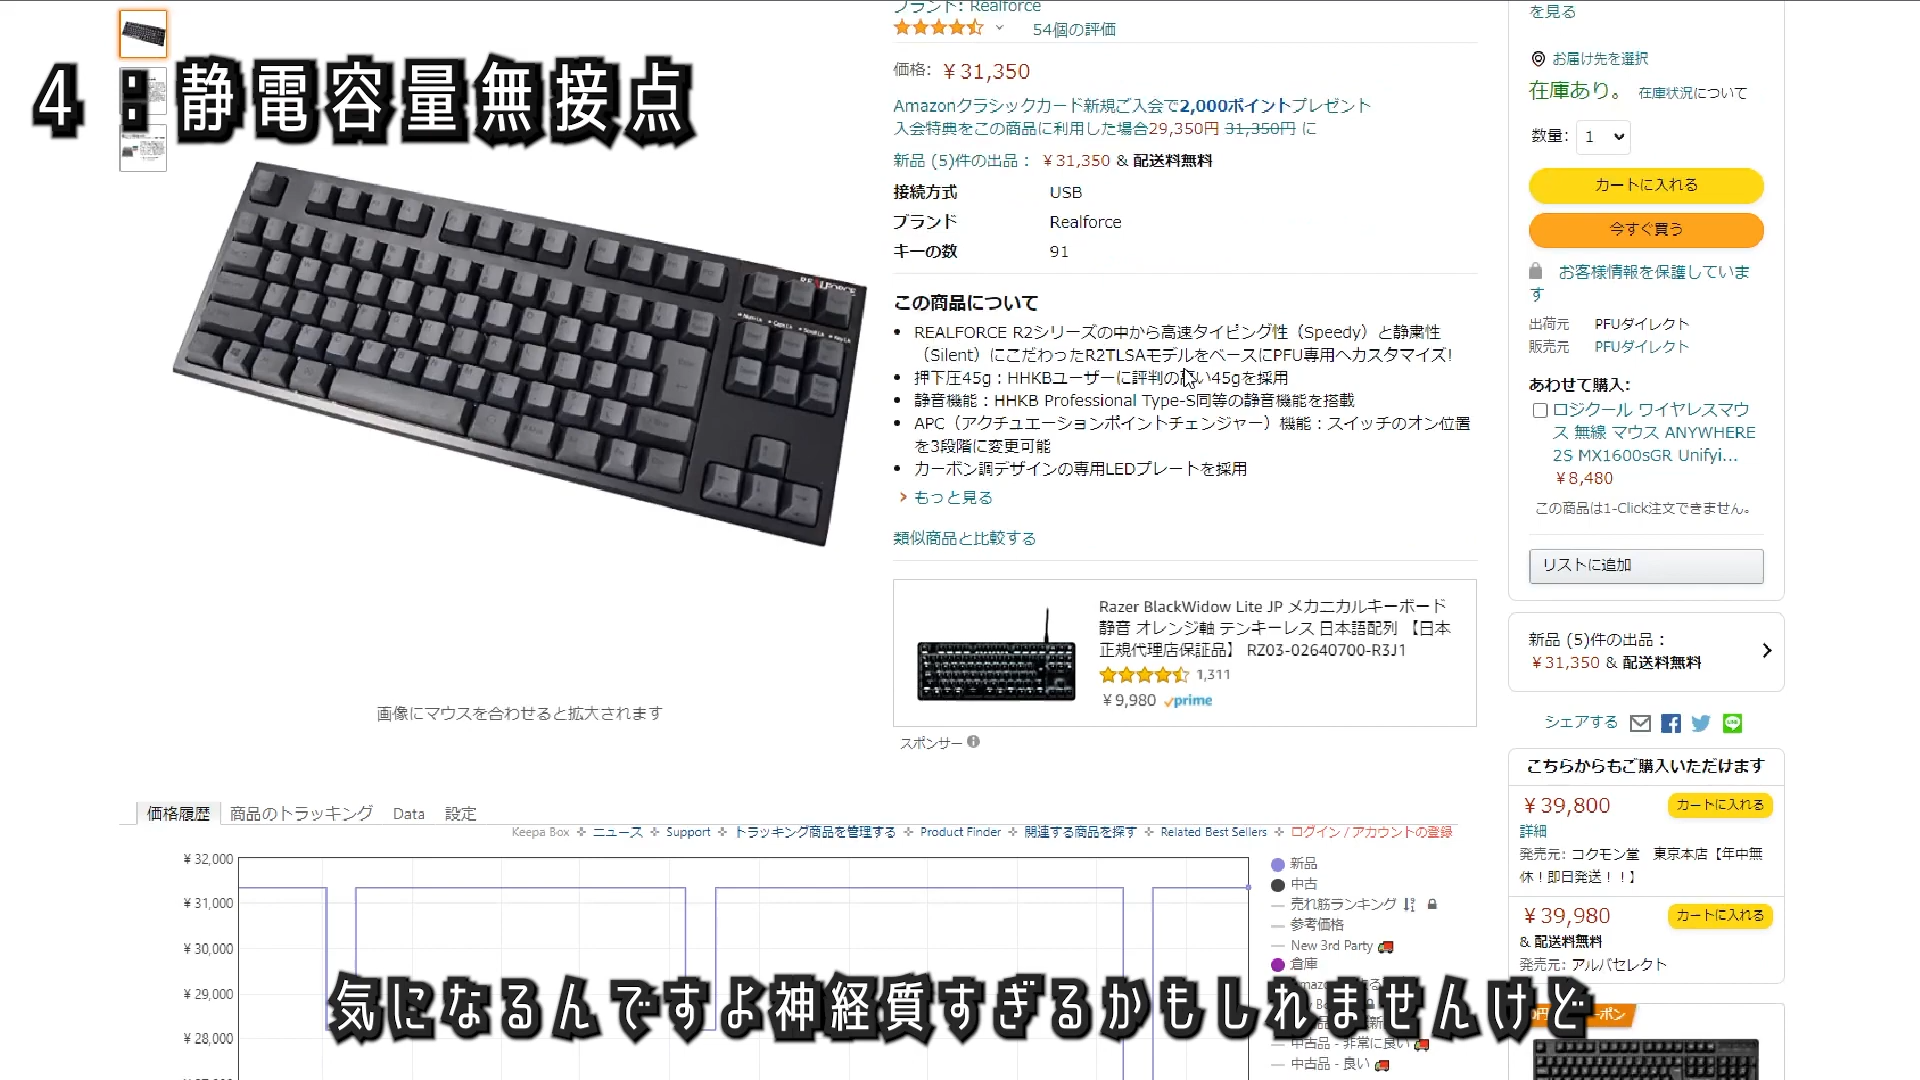 4：静電容量無接点
画像にマウスを合わせると拡大されます
ブランド: Realforce
54個の評価
価格: ￥31,350
Amazonクラシックカード新規ご入会で2,000ポイントプレゼント
入会特典をこの商品に利用した場合29,350円 31,350円 に
新品 (5)件の出品： ￥31,350 & 配送料無料
接続方式 USB
ブランド Realforce
キーの数 91
この商品について
REALFORCE R2シリーズの中から高速タイピング性（Speedy）と静粛性
（Silent）にこだわったR2TLSAモデルをベースにPFU専用へカスタマイズ!
押下圧45g：HHKBユーザーに評判の高い45gを採用
静音機能：HHKB Professional Type-S同等の静音機能を搭載
APC（アクチュエーションポイントチェンジャー）機能：スイッチのオン位置
を3段階に変更可能
カーボン調デザインの専用LEDプレートを採用
もっと見る
類似商品と比較する
Razer BlackWidow Lite JP メカニカルキーボード
静音 オレンジ軸 テンキーレス 日本語配列 【日本
正規代理店保証品】 RZ03-02640700-R3J1
1,311
￥9,980 prime
スポンサー
を見る
お届け先を選択
在庫あり。 在庫状況について
数量: 1
カートに入れる
今すぐ買う
お客様情報を保護していま
す
出荷元 PFUダイレクト
販売元 PFUダイレクト
あわせて購入:
ロジクール ワイヤレスマウ
ス 無線 マウス ANYWHERE
2S MX1600sGR Unifyi...
￥8,480
この商品は1-Click注文できません。
リストに追加
新品 (5)件の出品：
￥31,350 & 配送料無料
シェアする
こちらからもご購入いただけます
￥39,800 カートに入れる
詳細
発売元: コクモン堂 東京本店【年中無
休！即日発送！！】
￥39,980 カートに入れる
& 配送料無料
発売元: アルバセレクト
価格履歴 商品のトラッキング Data 設定
Keepa Box ニュース Support トラッキング商品を管理する Product Finder 関連する商品を探す Related Best Sellers ログイン / アカウントの登録
￥32,000
￥31,000
￥30,000
￥29,000
￥28,000
新品
中古
売れ筋ランキング
参考価格
New 3rd Party
倉庫
中古品 - 非常に良い
中古品 - 良い
気になるんですよ神経質すぎるかもしれませんけど